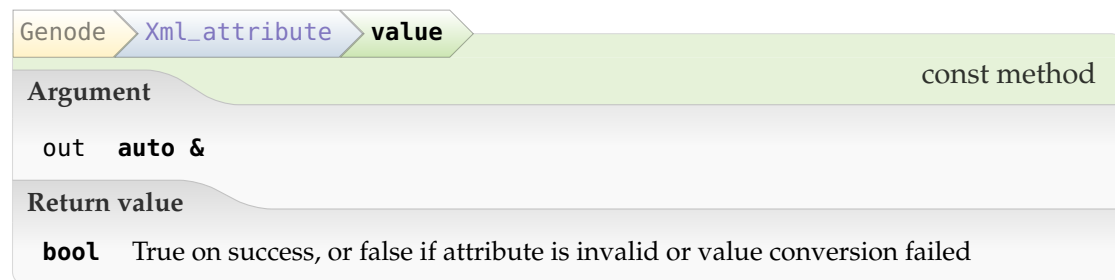 Genode Xml_attribute value
const method
Argument
out auto &
Return value
bool True on success, or false if attribute is invalid or value conversion failed